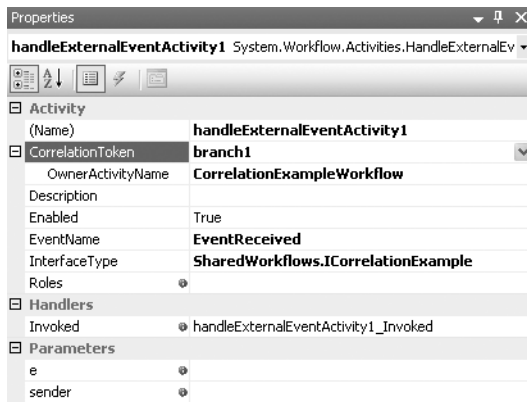 Properties
handleExternalEventActivity1 System.Workflow.Activities.HandleExternalEv
Activity
(Name) handleExternalEventActivity1
CorrelationToken branch1
OwnerActivityName CorrelationExampleWorkflow
Description
Enabled True
EventName EventReceived
InterfaceType SharedWorkflows.ICorrelationExample
Roles
Handlers
Invoked handleExternalEventActivity1_Invoked
Parameters
e
sender